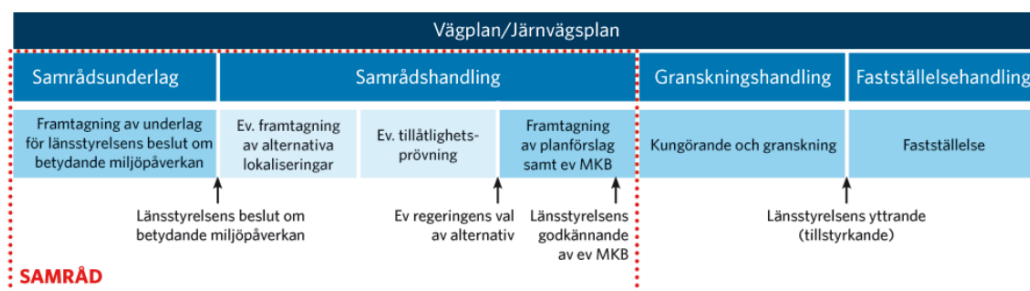 Vägplan/Järnvägsplan
Samrådsunderlag
Samrådshandling
Granskningshandling
Fastställelsehandling
Framtagning av underlag
för länsstyrelsens beslut om
betydande miljöpåverkan
Ev. framtagning
av alternativa
lokaliseringar
Ev. tillåtlighets-
prövning
Framtagning
av planförslag
samt ev MKB
Kungörande och granskning
Fastställelse
Länsstyrelsens beslut om
betydande miljöpåverkan
Ev regeringens val
av alternativ
Länsstyrelsens
godkännande
av ev MKB
Länsstyrelsens yttrande
(tillstyrkande)
SAMRÅD